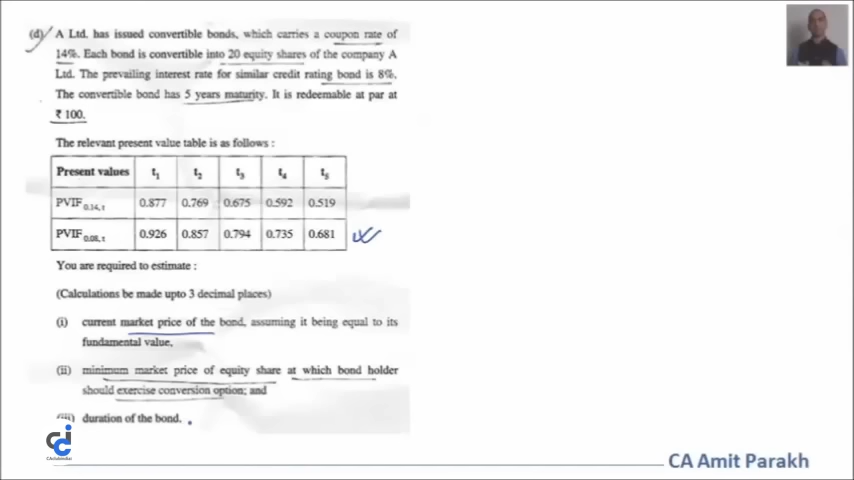 (d) A Ltd. has issued convertible bonds, which carries a coupon rate of
14%. Each bond is convertible into 20 equity shares of the company A
Ltd. The prevailing interest rate for similar credit rating bond is 8%.
The convertible bond has 5 years maturity. It is redeemable at par at
₹ 100.
The relevant present value table is as follows :
Present values t1 t2 t3 t4 t5
PVIF0.14, t 0.877 0.769 0.675 0.592 0.519
PVIF0.08, t 0.926 0.857 0.794 0.735 0.681
You are required to estimate :
(Calculations be made upto 3 decimal places)
(i) current market price of the bond, assuming it being equal to its
fundamental value,
(ii) minimum market price of equity share at which bond holder
should exercise conversion option; and
(iii) duration of the bond.
CA Amit Parakh